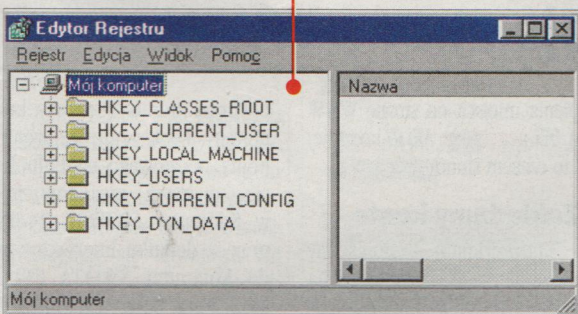 Edytor Rejestru
Rejestr Edycja Widok Pomoc
Mój komputer
Nazwa
HKEY_CLASSES_ROOT
HKEY_CURRENT_USER
HKEY_LOCAL_MACHINE
HKEY_USERS
HKEY_CURRENT_CONFIG
HKEY_DYN_DATA
Mój komputer